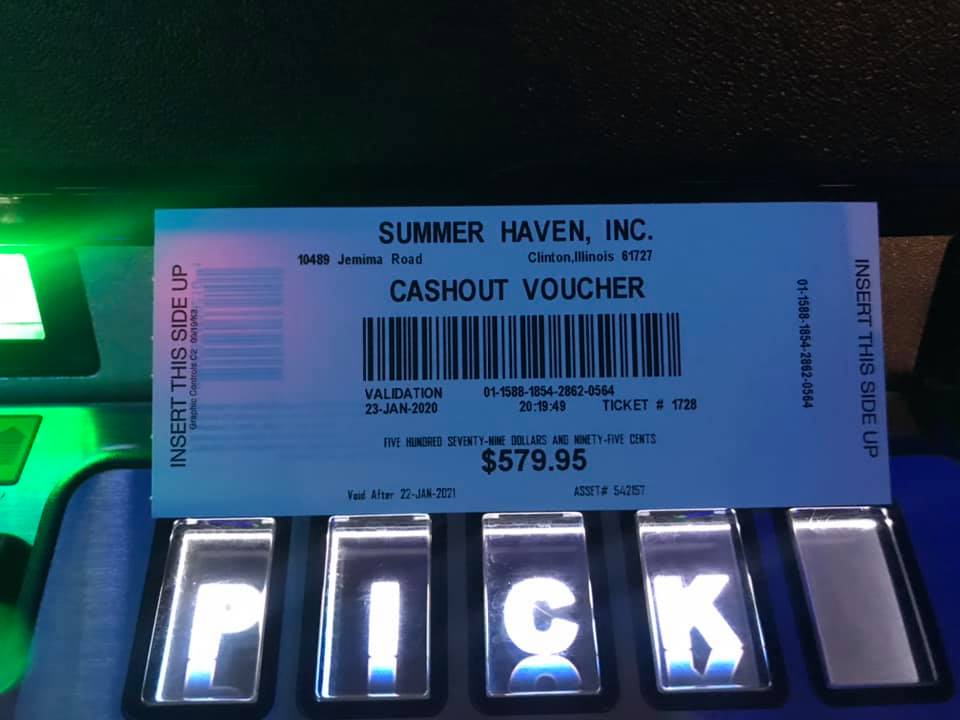 SUMMER HAVEN, INC.
10489 Jemima Road Clinton,Illinois 61727
CASHOUT VOUCHER
INSERT THIS SIDE UP
INSERT THIS SIDE UP
01-1588-1854-2862-0564
VALIDATION 01-1588-1854-2862-0564
23-JAN-2020 20:19:49 TICKET # 1728
FIVE HUNDRED SEVENTY-NINE DOLLARS AND NINETY-FIVE CENTS
$579.95
Void After 22-JAN-2021 ASSET# 542157
PICK